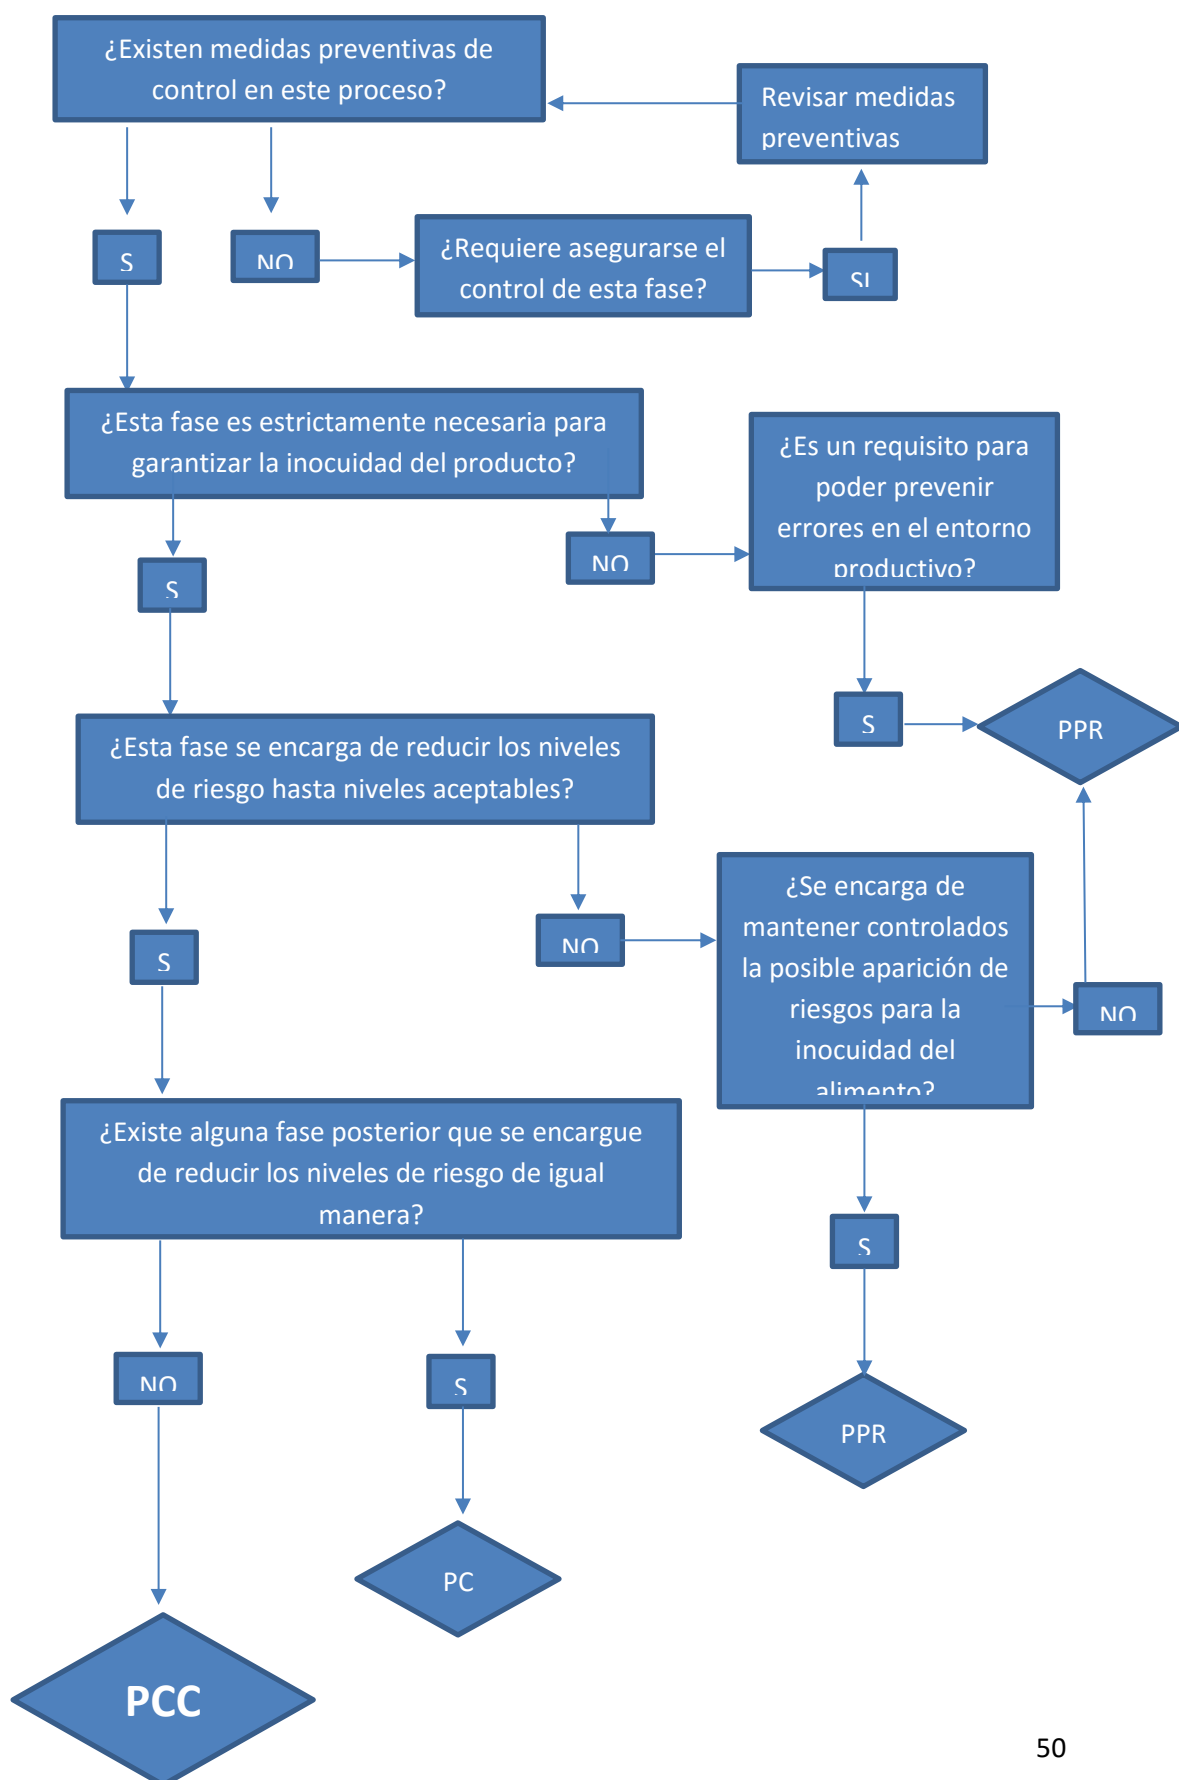 ¿Existen medidas preventivas de
control en este proceso?
Revisar medidas
preventivas
S
NO
¿Requiere asegurarse el
control de esta fase?
SI
¿Esta fase es estrictamente necesaria para
garantizar la inocuidad del producto?
¿Es un requisito para
poder prevenir
errores en el entorno
productivo?
NO
S
S
PPR
¿Esta fase se encarga de reducir los niveles
de riesgo hasta niveles aceptables?
¿Se encarga de
mantener controlados
la posible aparición de
riesgos para la
inocuidad del
alimento?
S
NO
NO
¿Existe alguna fase posterior que se encargue
de reducir los niveles de riesgo de igual
manera?
S
NO
S
PPR
PC
PCC
50